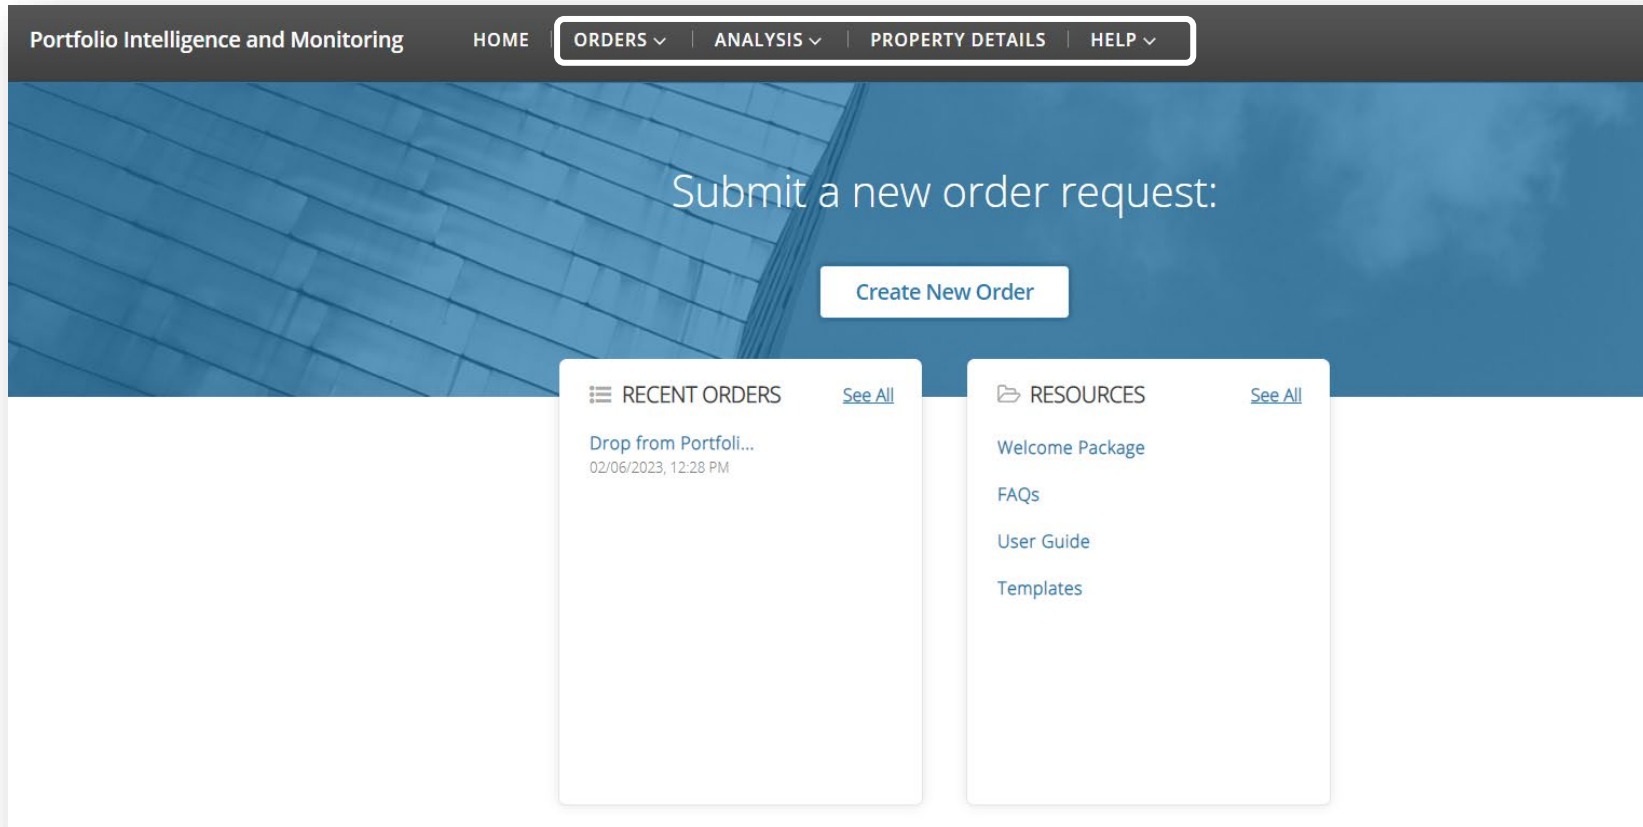 Portfolio Intelligence and Monitoring HOME ORDERS ANALYSIS PROPERTY DETAILS HELP
Submit a new order request:
Create New Order
RECENT ORDERS See All
Drop from Portfoli...
02/06/2023, 12:28 PM
RESOURCES See All
Welcome Package
FAQs
User Guide
Templates